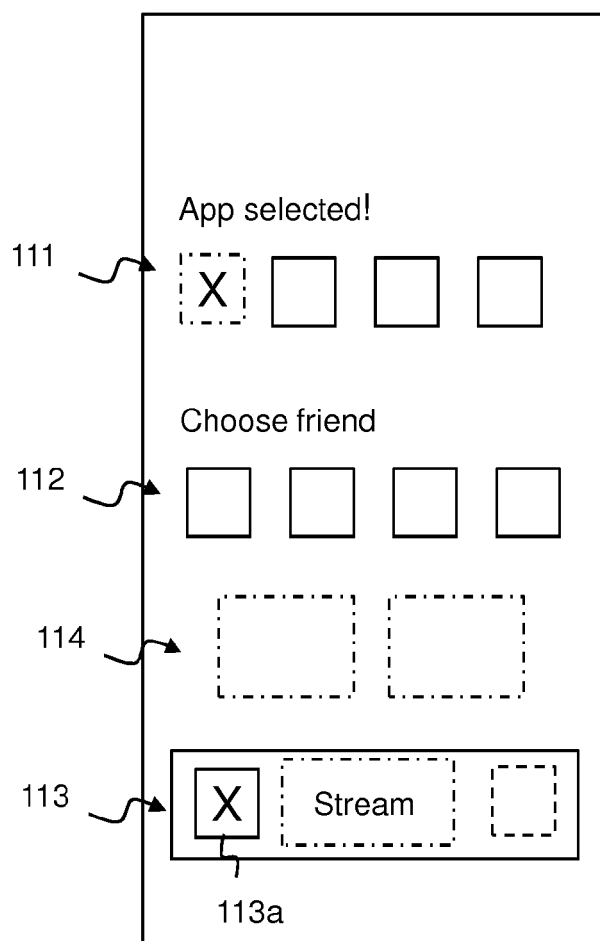 App selected!
111
X
Choose friend
112
114
113
X
Stream
113a